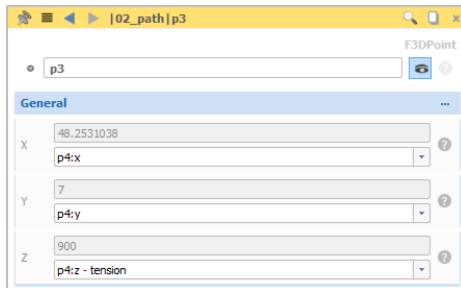 |02_path|p3
F3DPoint
p3
General
...
X
48.2531038
p4:x
Y
7
p4:y
Z
900
p4:z - tension